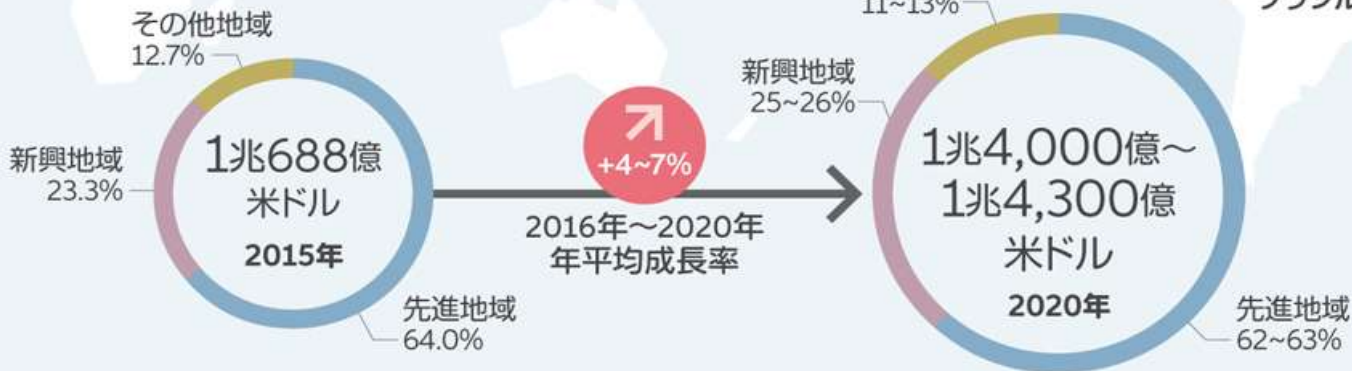 その他地域
12.7%
新興地域
23.3%
1兆688億
米ドル
2015年
先進地域
64.0%
+4~7%
2016年~2020年
年平均成長率
11~13%
新興地域
25~26%
1兆4,000億~
1兆4,300億
米ドル
2020年
先進地域
62~63%